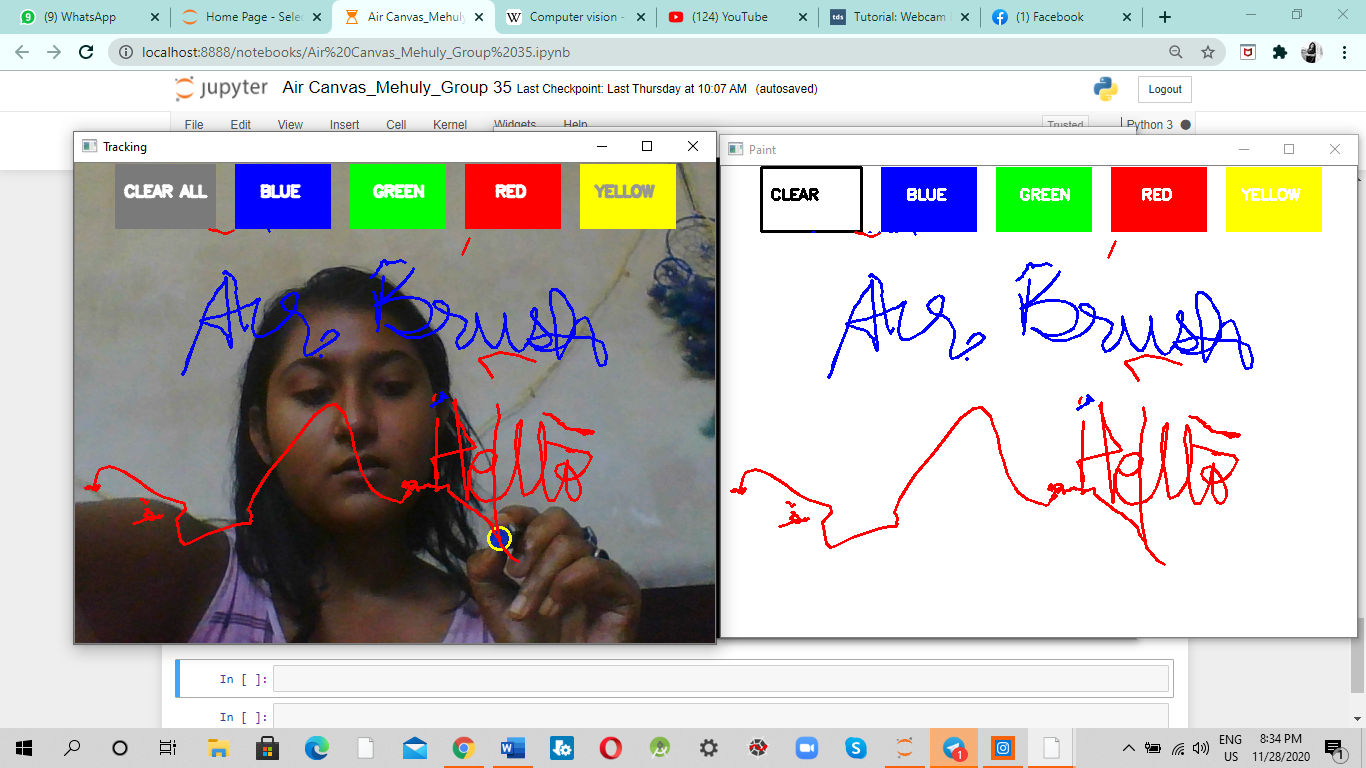 (9) WhatsApp
Home Page - Sele
Air Canvas_Mehuly
Computer vision -
(124) YouTube
Tutorial: Webcam
(1) Facebook
localhost:8888/notebooks/Air%20Canvas_Mehuly_Group%2035.ipynb
jupyter Air Canvas_Mehuly_Group 35 Last Checkpoint: Last Thursday at 10:07 AM (autosaved)
Logout
File Edit View Insert Cell Kernel Widgets Help
Trusted
Python 3
Tracking
Paint
CLEAR ALL BLUE GREEN RED YELLOW
CLEAR BLUE GREEN RED YELLOW
Air Brush
Air Brush
Hello
Hello
In [ ]:
In [ ]:
ENG
US
8:34 PM
11/28/2020